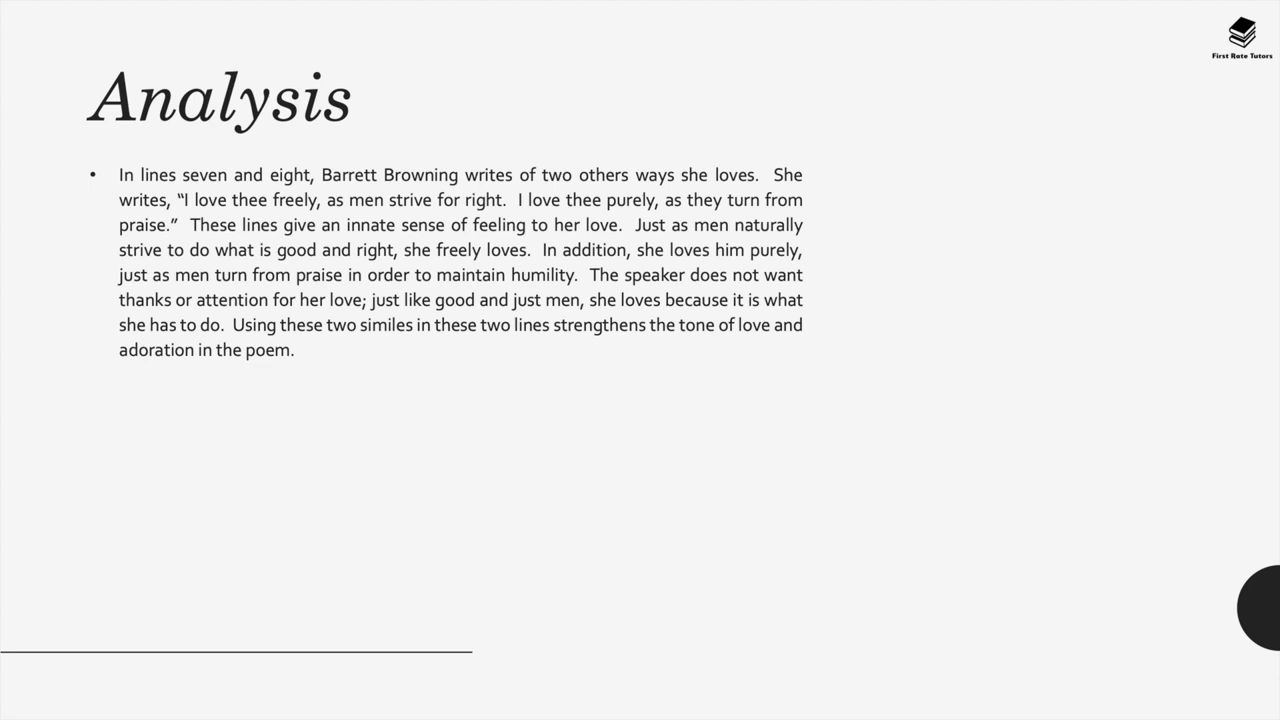 First Rate Tutors
Analysis
• In lines seven and eight, Barrett Browning writes of two others ways she loves.  She
writes, “I love thee freely, as men strive for right.  I love thee purely, as they turn from
praise.”  These lines give an innate sense of feeling to her love.  Just as men naturally
strive to do what is good and right, she freely loves.  In addition, she loves him purely,
just as men turn from praise in order to maintain humility.  The speaker does not want
thanks or attention for her love; just like good and just men, she loves because it is what
she has to do.  Using these two similes in these two lines strengthens the tone of love and
adoration in the poem.